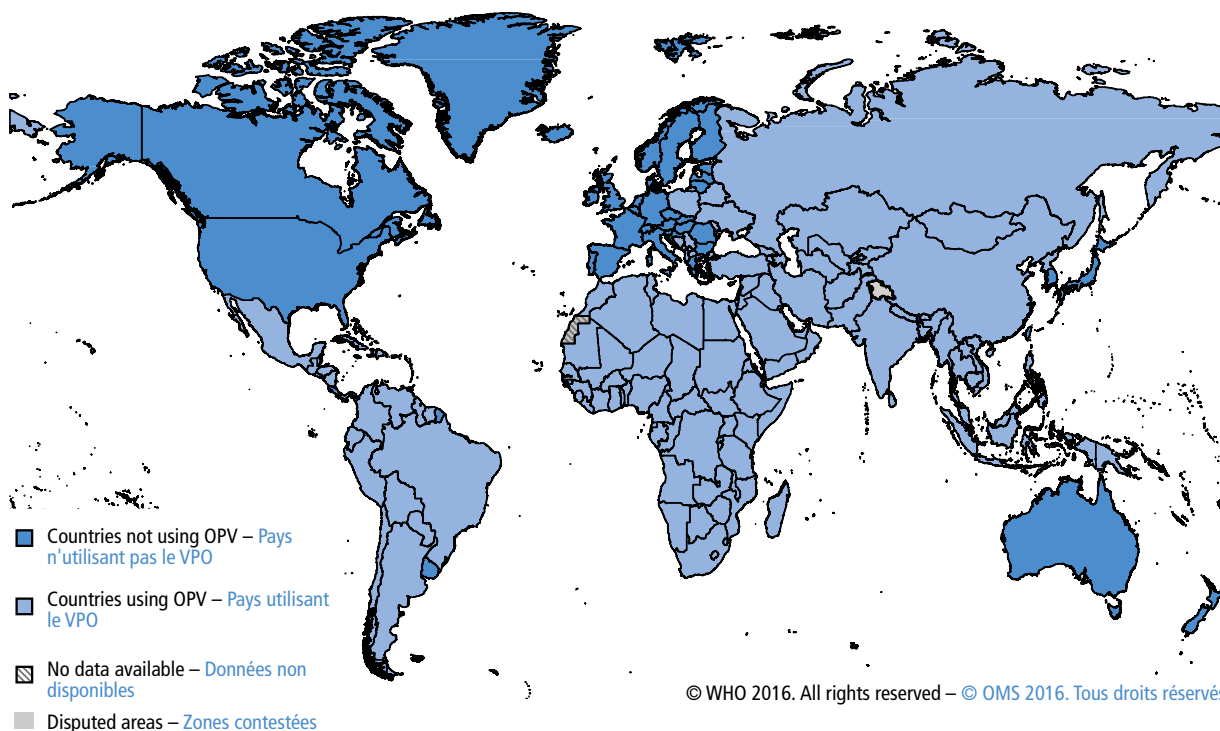 Countries not using OPV – Pays
n'utilisant pas le VPO
Countries using OPV – Pays utilisant
le VPO
No data available – Données non
disponibles
Disputed areas – Zones contestées
© WHO 2016. All rights reserved – © OMS 2016. Tous droits réservés